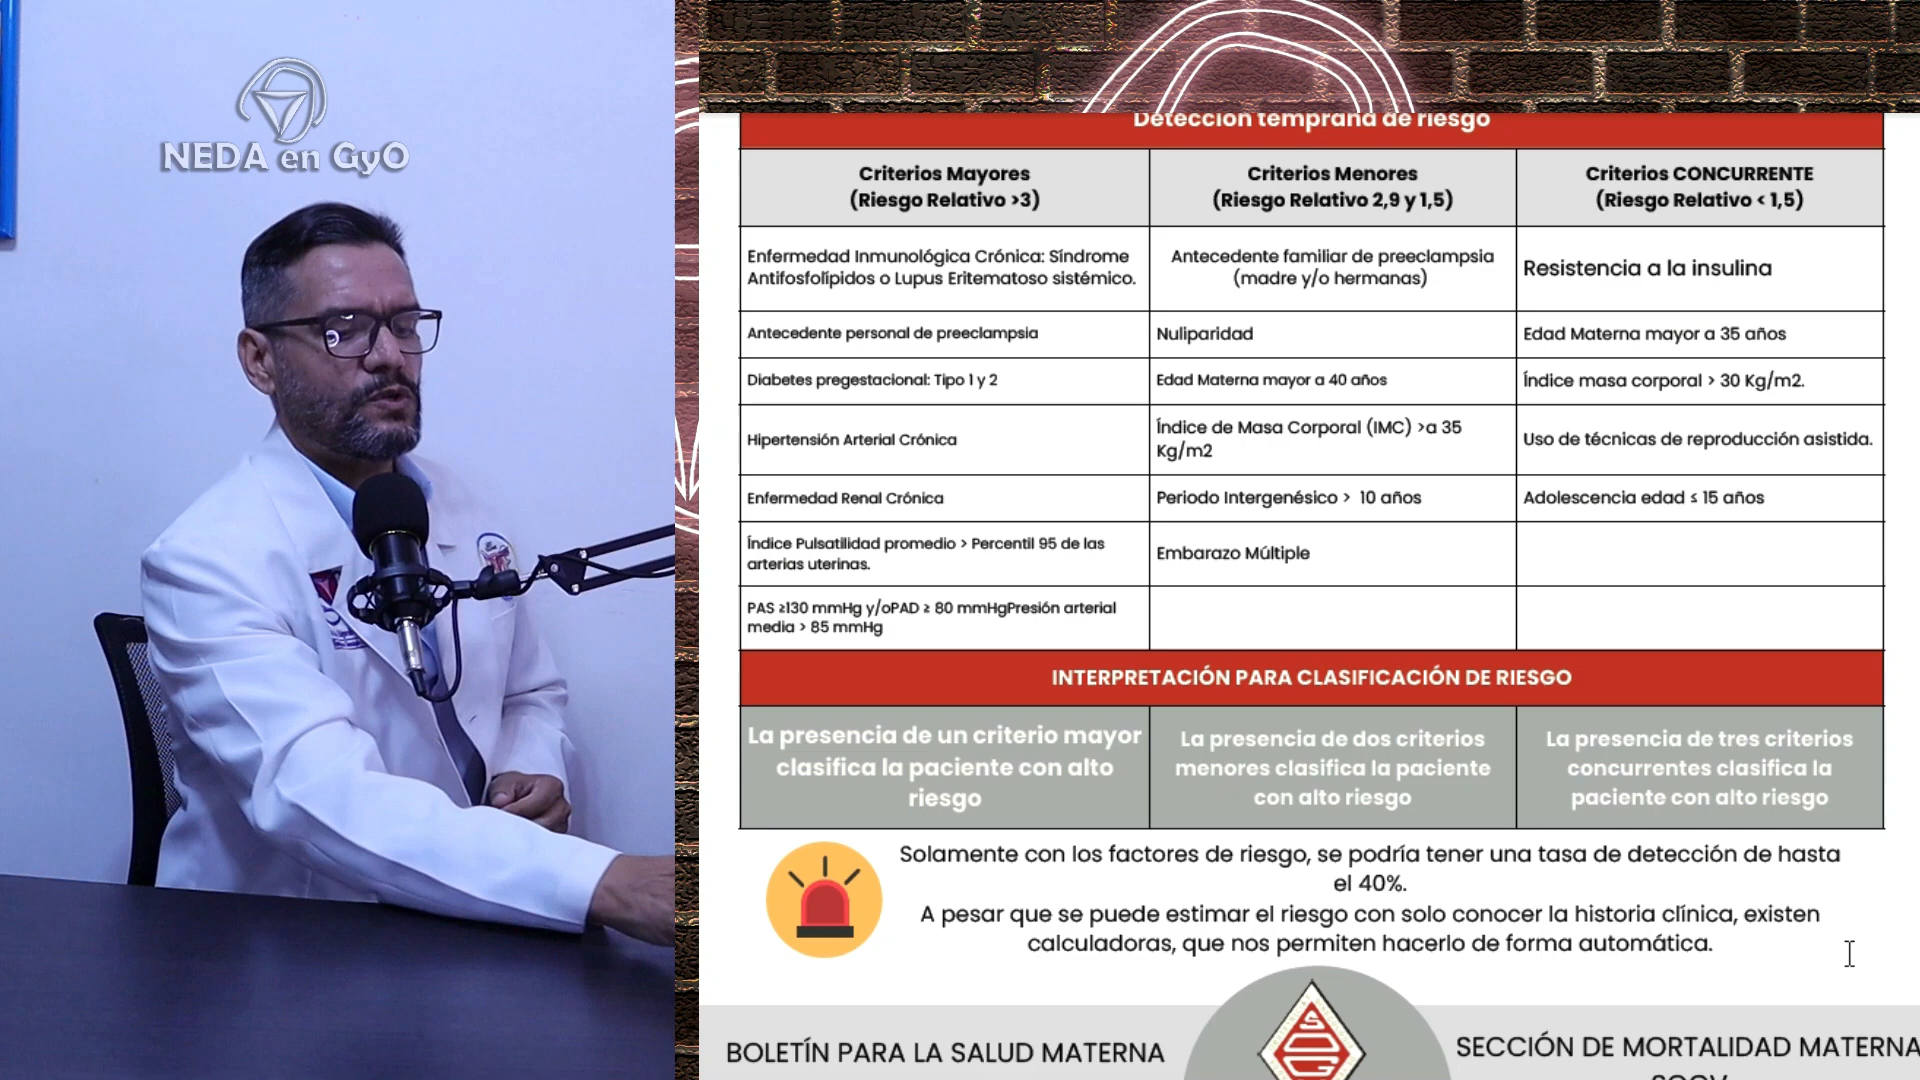 NEDA en GyO
Detección temprana de riesgo
Criterios Mayores
(Riesgo Relativo >3)
Criterios Menores
(Riesgo Relativo 2,9 y 1,5)
Criterios CONCURRENTE
(Riesgo Relativo < 1,5)
Enfermedad Inmunológica Crónica: Síndrome
Antifosfolípidos o Lupus Eritematoso sistémico.
Antecedente familiar de preeclampsia
(madre y/o hermanas)
Resistencia a la insulina
Antecedente personal de preeclampsia
Nuliparidad
Edad Materna mayor a 35 años
Diabetes pregestacional: Tipo 1 y 2
Edad Materna mayor a 40 años
Índice masa corporal > 30 Kg/m2.
Hipertensión Arterial Crónica
Índice de Masa Corporal (IMC) >a 35
Kg/m2
Uso de técnicas de reproducción asistida.
Enfermedad Renal Crónica
Periodo Intergenésico > 10 años
Adolescencia edad ≤ 15 años
Índice Pulsatilidad promedio > Percentil 95 de las
arterias uterinas.
Embarazo Múltiple
PAS ≥130 mmHg y/oPAD ≥ 80 mmHgPresión arterial
media > 85 mmHg
INTERPRETACIÓN PARA CLASIFICACIÓN DE RIESGO
La presencia de un criterio mayor
clasifica la paciente con alto
riesgo
La presencia de dos criterios
menores clasifica la paciente
con alto riesgo
La presencia de tres criterios
concurrentes clasifica la
paciente con alto riesgo
Solamente con los factores de riesgo, se podría tener una tasa de detección de hasta
el 40%.
A pesar que se puede estimar el riesgo con solo conocer la historia clínica, existen
calculadoras, que nos permiten hacerlo de forma automática.
BOLETÍN PARA LA SALUD MATERNA
SECCIÓN DE MORTALIDAD MATERNA